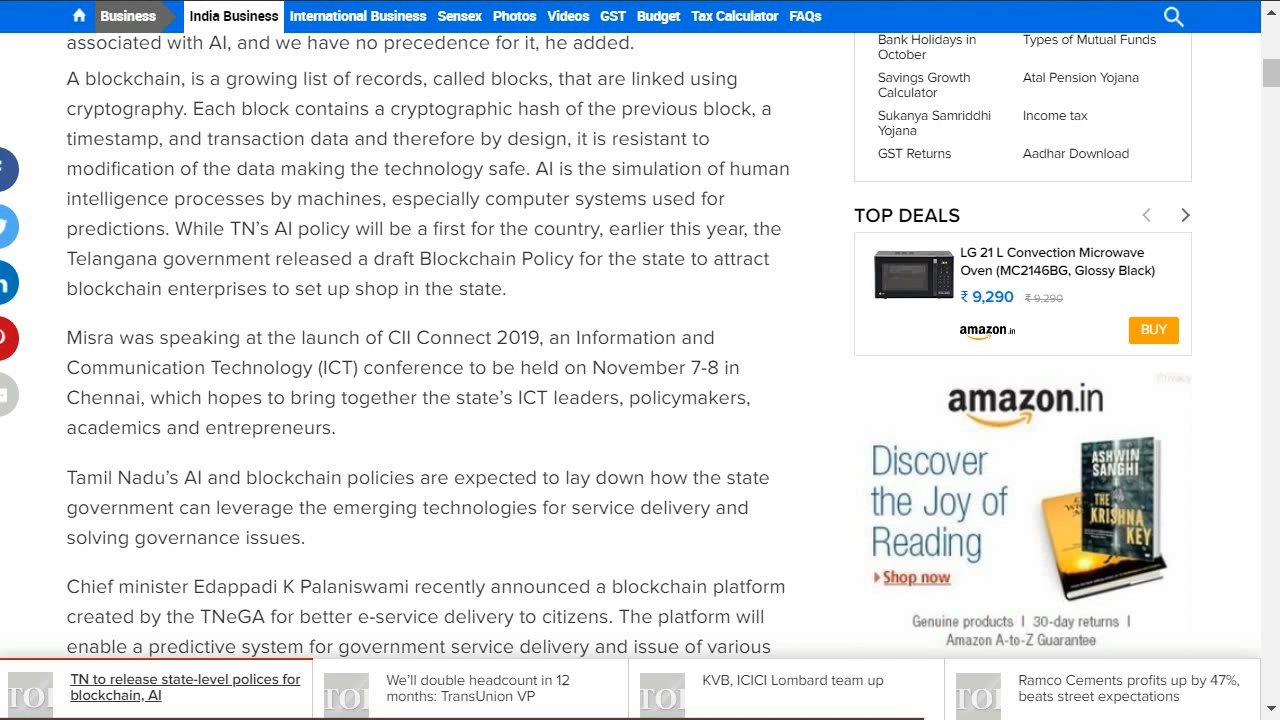 Business
India Business
International Business
Sensex
Photos
Videos
GST
Budget
Tax Calculator
FAQs
associated with AI, and we have no precedence for it, he added.
A blockchain, is a growing list of records, called blocks, that are linked using
cryptography. Each block contains a cryptographic hash of the previous block, a
timestamp, and transaction data and therefore by design, it is resistant to
modification of the data making the technology safe. AI is the simulation of human
intelligence processes by machines, especially computer systems used for
predictions. While TN’s AI policy will be a first for the country, earlier this year, the
Telangana government released a draft Blockchain Policy for the state to attract
blockchain enterprises to set up shop in the state.
Misra was speaking at the launch of CII Connect 2019, an Information and
Communication Technology (ICT) conference to be held on November 7-8 in
Chennai, which hopes to bring together the state’s ICT leaders, policymakers,
academics and entrepreneurs.
Tamil Nadu’s AI and blockchain policies are expected to lay down how the state
government can leverage the emerging technologies for service delivery and
solving governance issues.
Chief minister Edappadi K Palaniswami recently announced a blockchain platform
created by the TNeGA for better e-service delivery to citizens. The platform will
enable a predictive system for government service delivery and issue of various
Bank Holidays in
October
Types of Mutual Funds
Savings Growth
Calculator
Atal Pension Yojana
Sukanya Samriddhi
Yojana
Income tax
GST Returns
Aadhar Download
TOP DEALS
LG 21 L Convection Microwave
Oven (MC2146BG, Glossy Black)
₹ 9,290 ₹ 9,290
amazon.in
BUY
amazon.in
Discover
the Joy of
Reading
Shop now
ASHWIN
SANGHI
THE
KRISHNA
KEY
Genuine products | 30-day returns |
Amazon A-to-Z Guarantee
TOI
TN to release state-level polices for
blockchain, AI
TOI
We’ll double headcount in 12
months: TransUnion VP
TOI
KVB, ICICI Lombard team up
TOI
Ramco Cements profits up by 47%,
beats street expectations